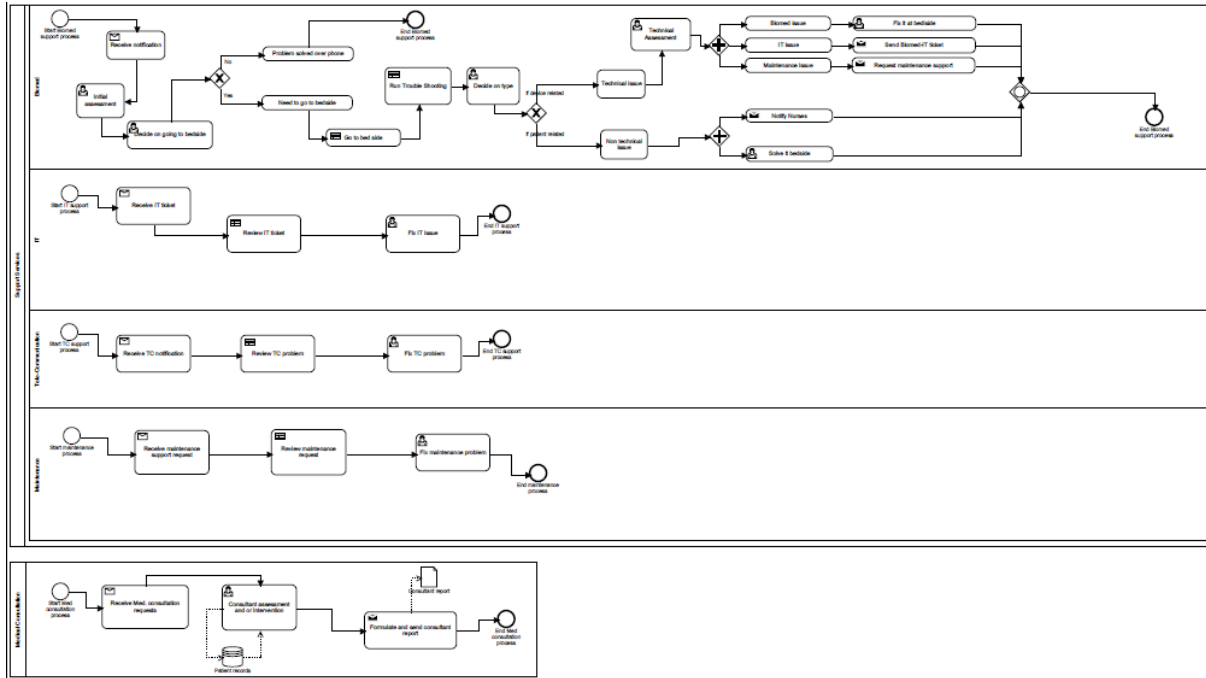 Support Services
Biomed
Start Biomed
support process
Receive notification
Initial
assessment
Decide on going to bedside
No
Yes
Problem solved over phone
Need to go to bedside
End Biomed
support process
Go to bed side
Run Trouble Shooting
Decide on type
If device related
If patient related
Technical Issue
Non technical
Issue
Technical
Assessment
Biomed issue
IT issue
Maintenance issue
Fix it at bedside
Send Biomed-IT ticket
Request maintenance support
Notify Nurses
Solve it bedside
End Biomed
support process
IT
Start IT support
process
Receive IT ticket
Review IT ticket
Fix IT issue
End IT support
process
Tele-Communication
Start TC support
process
Receive TC notification
Review TC problem
Fix TC problem
End TC support
process
Maintenance
Start maintenance
process
Receive maintenance
support request
Review maintenance
request
Fix maintenance problem
End maintenance
process
Medical Consultation
Start Med
consultation
process
Receive Med. consultation
requests
Consultant assessment
and or intervention
Patient records
Formulate and send consultant
report
Consultant report
End Med
consultation
process